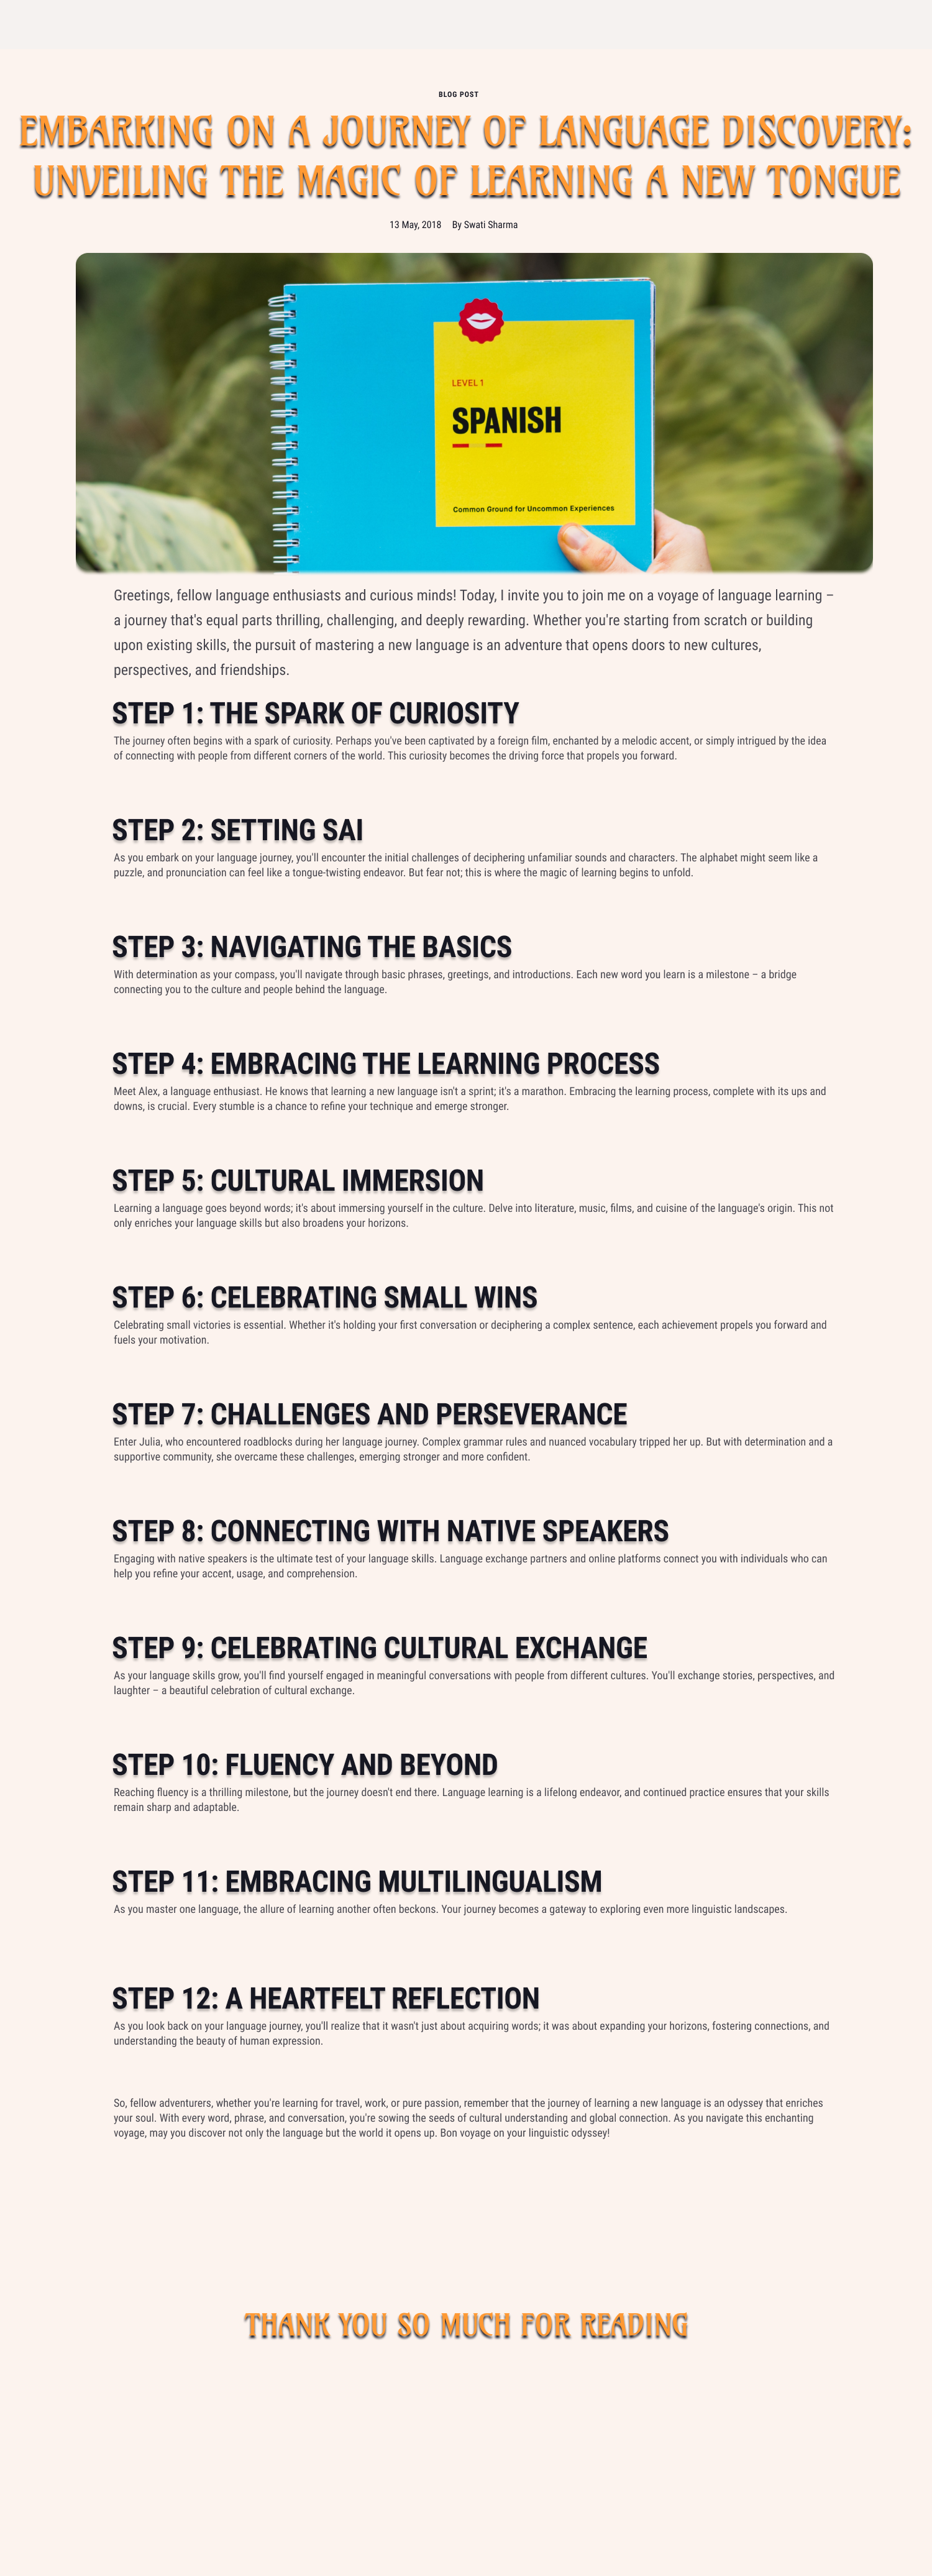 BLOG POST
EMBARKING ON A JOURNEY OF LANGUAGE DISCOVERY:
UNVEILING THE MAGIC OF LEARNING A NEW TONGUE
13 May, 2018 By Swati Sharma
LEVEL 1
SPANISH
Common Ground for Uncommon Experiences
Greetings, fellow language enthusiasts and curious minds! Today, I invite you to join me on a voyage of language learning –
a journey that's equal parts thrilling, challenging, and deeply rewarding. Whether you're starting from scratch or building
upon existing skills, the pursuit of mastering a new language is an adventure that opens doors to new cultures,
perspectives, and friendships.
STEP 1: THE SPARK OF CURIOSITY
The journey often begins with a spark of curiosity. Perhaps you've been captivated by a foreign film, enchanted by a melodic accent, or simply intrigued by the idea
of connecting with people from different corners of the world. This curiosity becomes the driving force that propels you forward.
STEP 2: SETTING SAI
As you embark on your language journey, you'll encounter the initial challenges of deciphering unfamiliar sounds and characters. The alphabet might seem like a
puzzle, and pronunciation can feel like a tongue-twisting endeavor. But fear not; this is where the magic of learning begins to unfold.
STEP 3: NAVIGATING THE BASICS
With determination as your compass, you'll navigate through basic phrases, greetings, and introductions. Each new word you learn is a milestone – a bridge
connecting you to the culture and people behind the language.
STEP 4: EMBRACING THE LEARNING PROCESS
Meet Alex, a language enthusiast. He knows that learning a new language isn't a sprint; it's a marathon. Embracing the learning process, complete with its ups and
downs, is crucial. Every stumble is a chance to refine your technique and emerge stronger.
STEP 5: CULTURAL IMMERSION
Learning a language goes beyond words; it's about immersing yourself in the culture. Delve into literature, music, films, and cuisine of the language's origin. This not
only enriches your language skills but also broadens your horizons.
STEP 6: CELEBRATING SMALL WINS
Celebrating small victories is essential. Whether it's holding your first conversation or deciphering a complex sentence, each achievement propels you forward and
fuels your motivation.
STEP 7: CHALLENGES AND PERSEVERANCE
Enter Julia, who encountered roadblocks during her language journey. Complex grammar rules and nuanced vocabulary tripped her up. But with determination and a
supportive community, she overcame these challenges, emerging stronger and more confident.
STEP 8: CONNECTING WITH NATIVE SPEAKERS
Engaging with native speakers is the ultimate test of your language skills. Language exchange partners and online platforms connect you with individuals who can
help you refine your accent, usage, and comprehension.
STEP 9: CELEBRATING CULTURAL EXCHANGE
As your language skills grow, you'll find yourself engaged in meaningful conversations with people from different cultures. You'll exchange stories, perspectives, and
laughter – a beautiful celebration of cultural exchange.
STEP 10: FLUENCY AND BEYOND
Reaching fluency is a thrilling milestone, but the journey doesn't end there. Language learning is a lifelong endeavor, and continued practice ensures that your skills
remain sharp and adaptable.
STEP 11: EMBRACING MULTILINGUALISM
As you master one language, the allure of learning another often beckons. Your journey becomes a gateway to exploring even more linguistic landscapes.
STEP 12: A HEARTFELT REFLECTION
As you look back on your language journey, you'll realize that it wasn't just about acquiring words; it was about expanding your horizons, fostering connections, and
understanding the beauty of human expression.
So, fellow adventurers, whether you're learning for travel, work, or pure passion, remember that the journey of learning a new language is an odyssey that enriches
your soul. With every word, phrase, and conversation, you're sowing the seeds of cultural understanding and global connection. As you navigate this enchanting
voyage, may you discover not only the language but the world it opens up. Bon voyage on your linguistic odyssey!
THANK YOU SO MUCH FOR READING